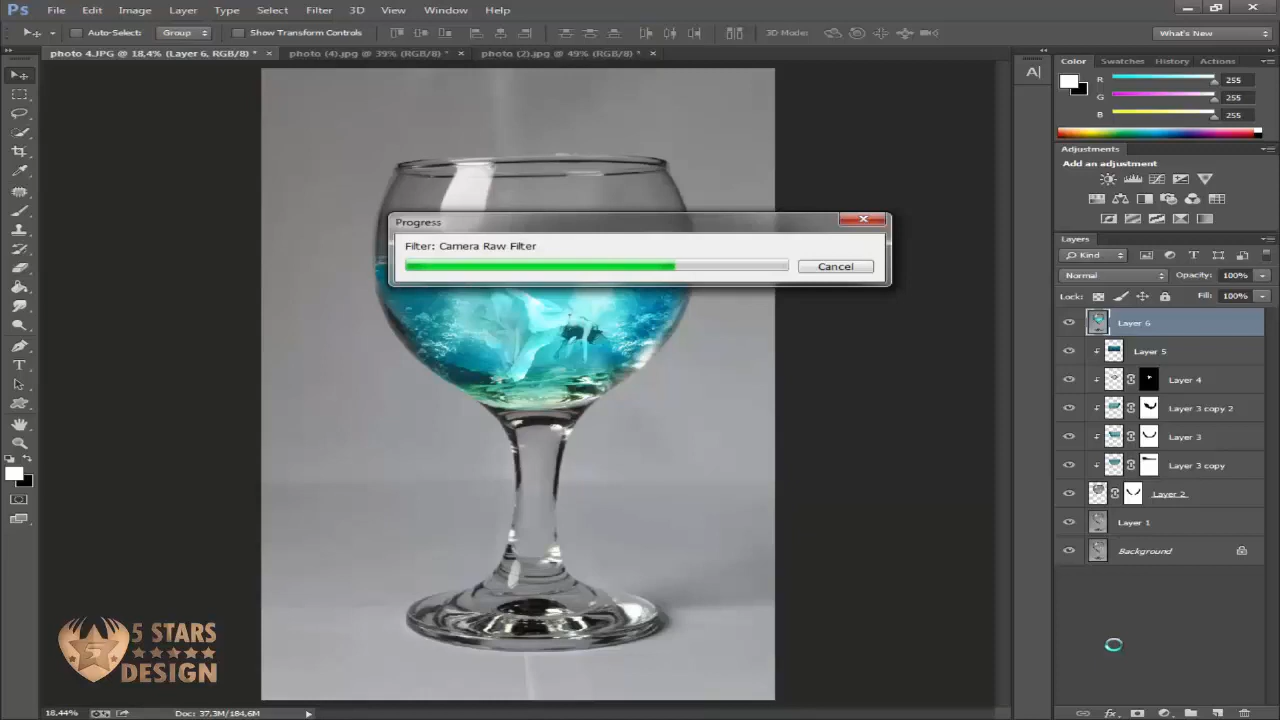 Ps File Edit Image Layer Type Select Filter 3D View Window Help
Auto-Select: Group Show Transform Controls 3D Mode: What's New
photo 4.JPG @ 18,4% (Layer 6, RGB/8) * × photo (4).jpg @ 39% (RGB/8) * × photo (2).jpg @ 49% (RGB/8) * ×
Color Swatches History Actions
R 255
G 255
B 255
Adjustments
Add an adjustment
Progress
Filter: Camera Raw Filter
Cancel
Layers
Kind
Normal Opacity: 100%
Lock: Fill: 100%
Layer 6
Layer 5
Layer 4
Layer 3 copy 2
Layer 3
Layer 3 copy
Layer 2
Layer 1
Background
5 STARS
DESIGN
18.44% Doc: 37,3M/184,6M